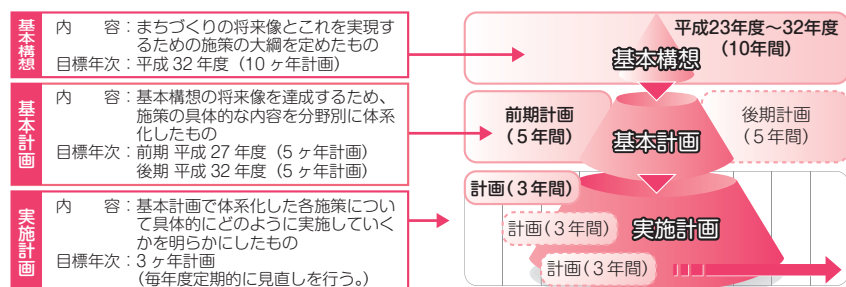 基本構想
内　　容：まちづくりの将来像とこれを実現するための施策の大綱を定めたもの
目標年次：平成 32 年度（10 ヶ年計画）
基本計画
内　　容：基本構想の将来像を達成するため、
施策の具体的な内容を分野別に体系
化したもの
目標年次：前期 平成 27 年度（5 ヶ年計画）
後期 平成 32 年度（5 ヶ年計画）
実施計画
内　　容：基本計画で体系化した各施策につい
て具体的にどのように実施していく
かを明らかにしたもの
目標年次：3 ヶ年計画
（毎年度定期的に見直しを行う。）
平成23年度～32年度
（10年間）
基本構想
前期計画
（５年間）
基本計画
後期計画
（５年間）
計画（３年間）
計画（３年間）
実施計画
計画（３年間）